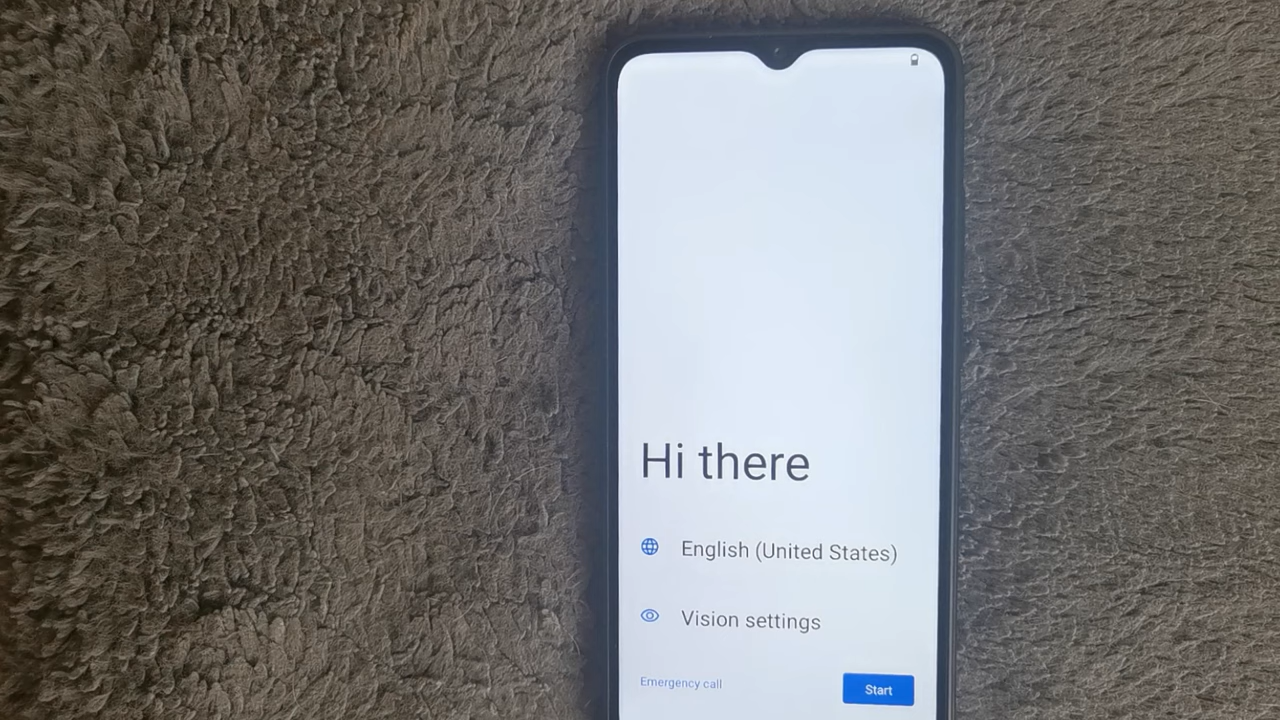 Hi there
English (United States)
Vision settings
Emergency call
Start